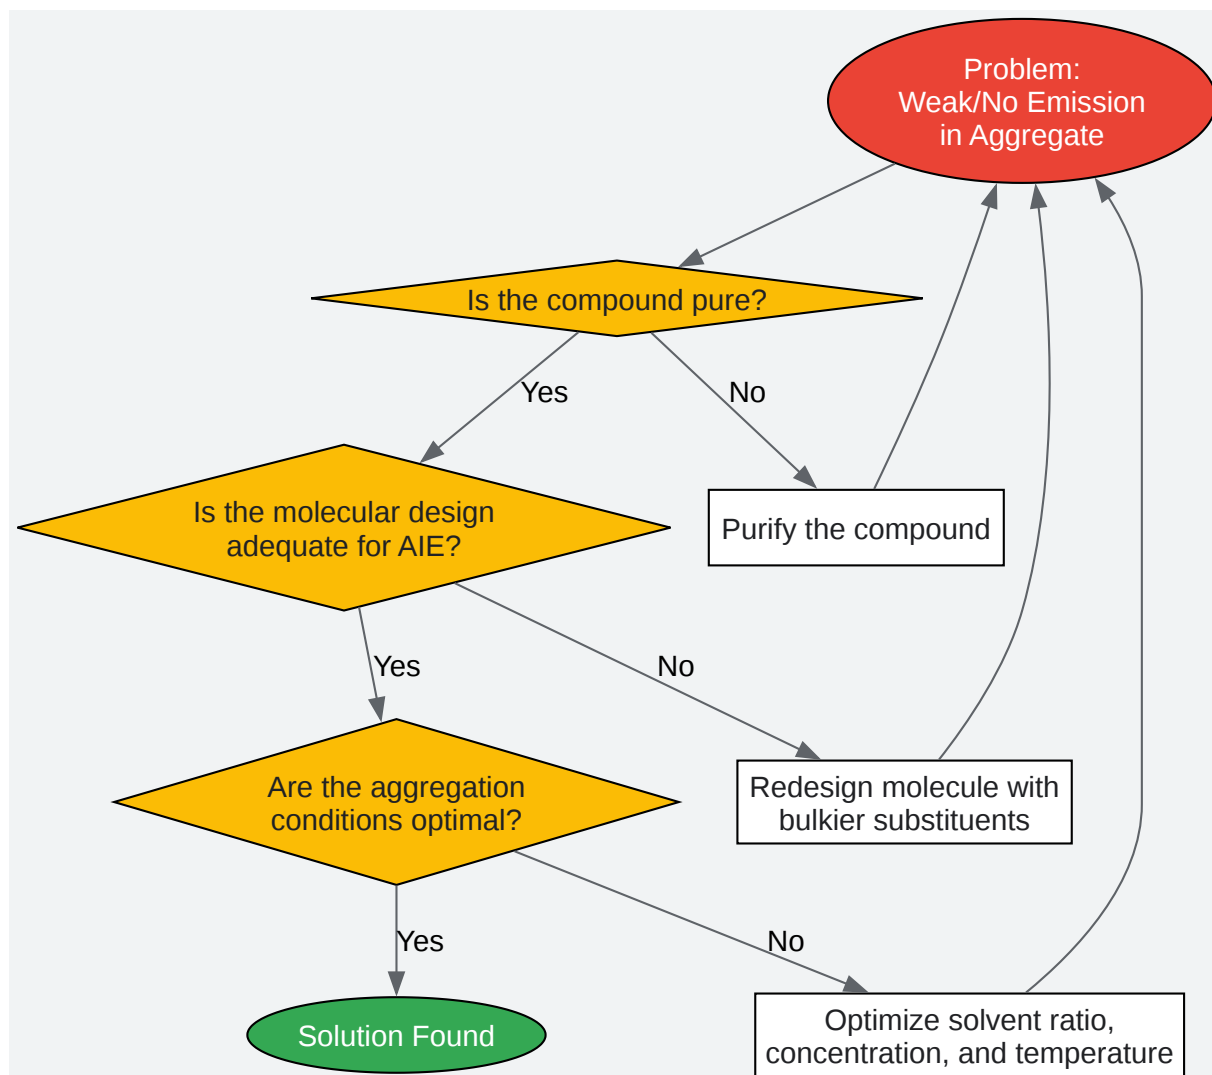 Problem:
Weak/No Emission
in Aggregate
Is the compound pure?
Yes
No
Is the molecular design
adequate for AIE?
Purify the compound
Yes
No
Are the aggregation
conditions optimal?
Redesign molecule with
bulkier substituents
Yes
No
Solution Found
Optimize solvent ratio,
concentration, and temperature